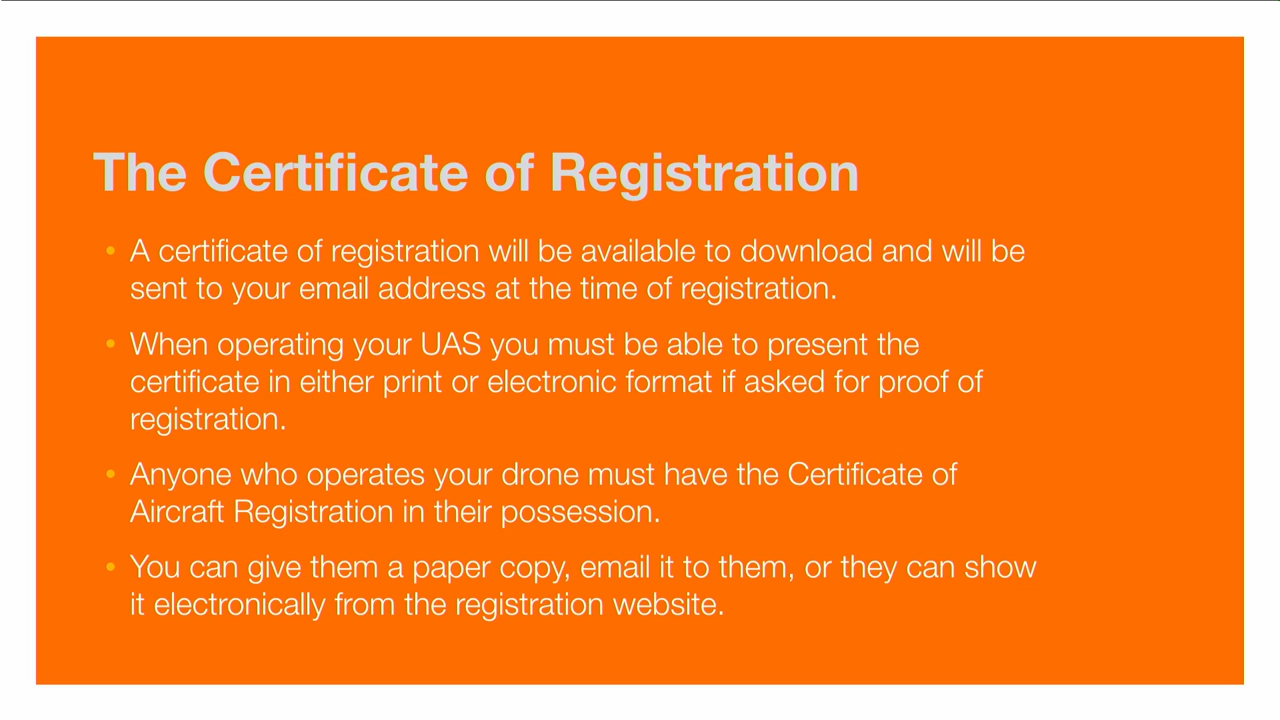 The Certificate of Registration
• A certificate of registration will be available to download and will be
sent to your email address at the time of registration.
• When operating your UAS you must be able to present the
certificate in either print or electronic format if asked for proof of
registration.
• Anyone who operates your drone must have the Certificate of
Aircraft Registration in their possession.
• You can give them a paper copy, email it to them, or they can show
it electronically from the registration website.